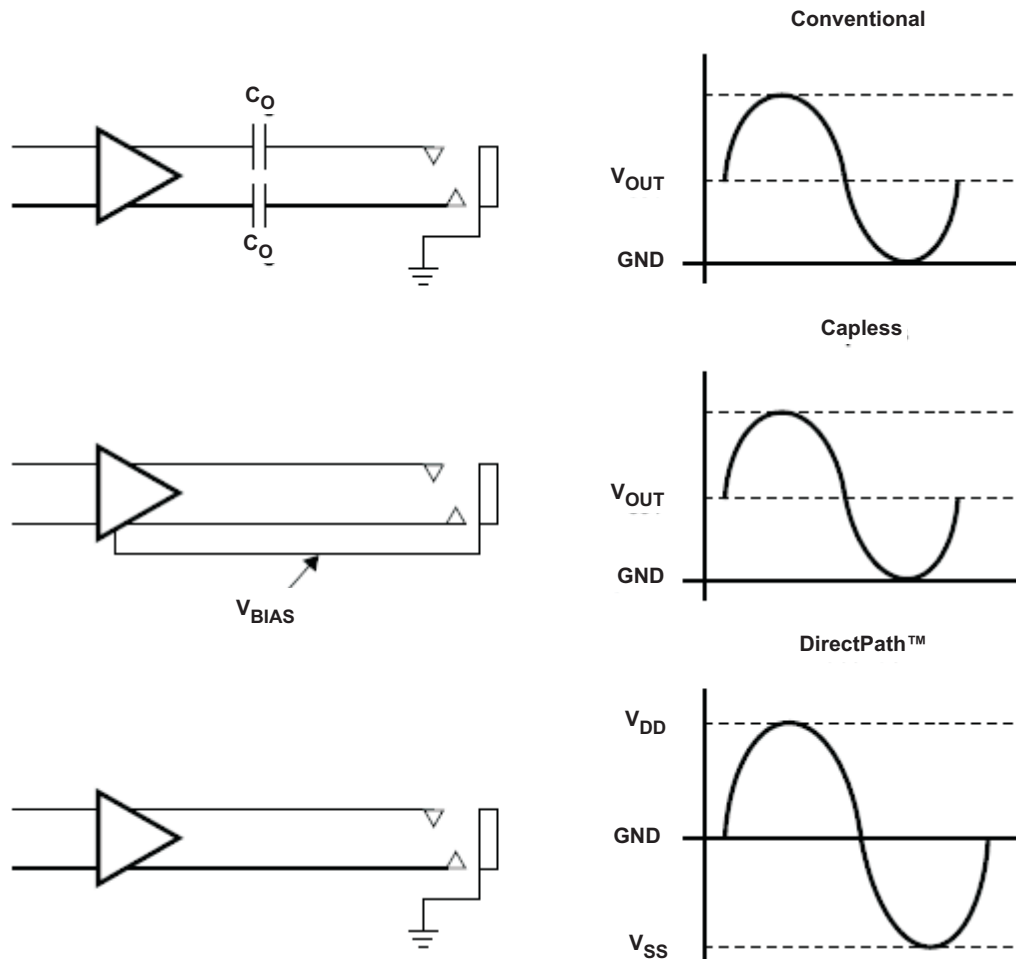 Conventional
C_O
C_O
V_OUT
GND
Capless
V_OUT
GND
V_BIAS
DirectPath™
V_DD
GND
V_SS